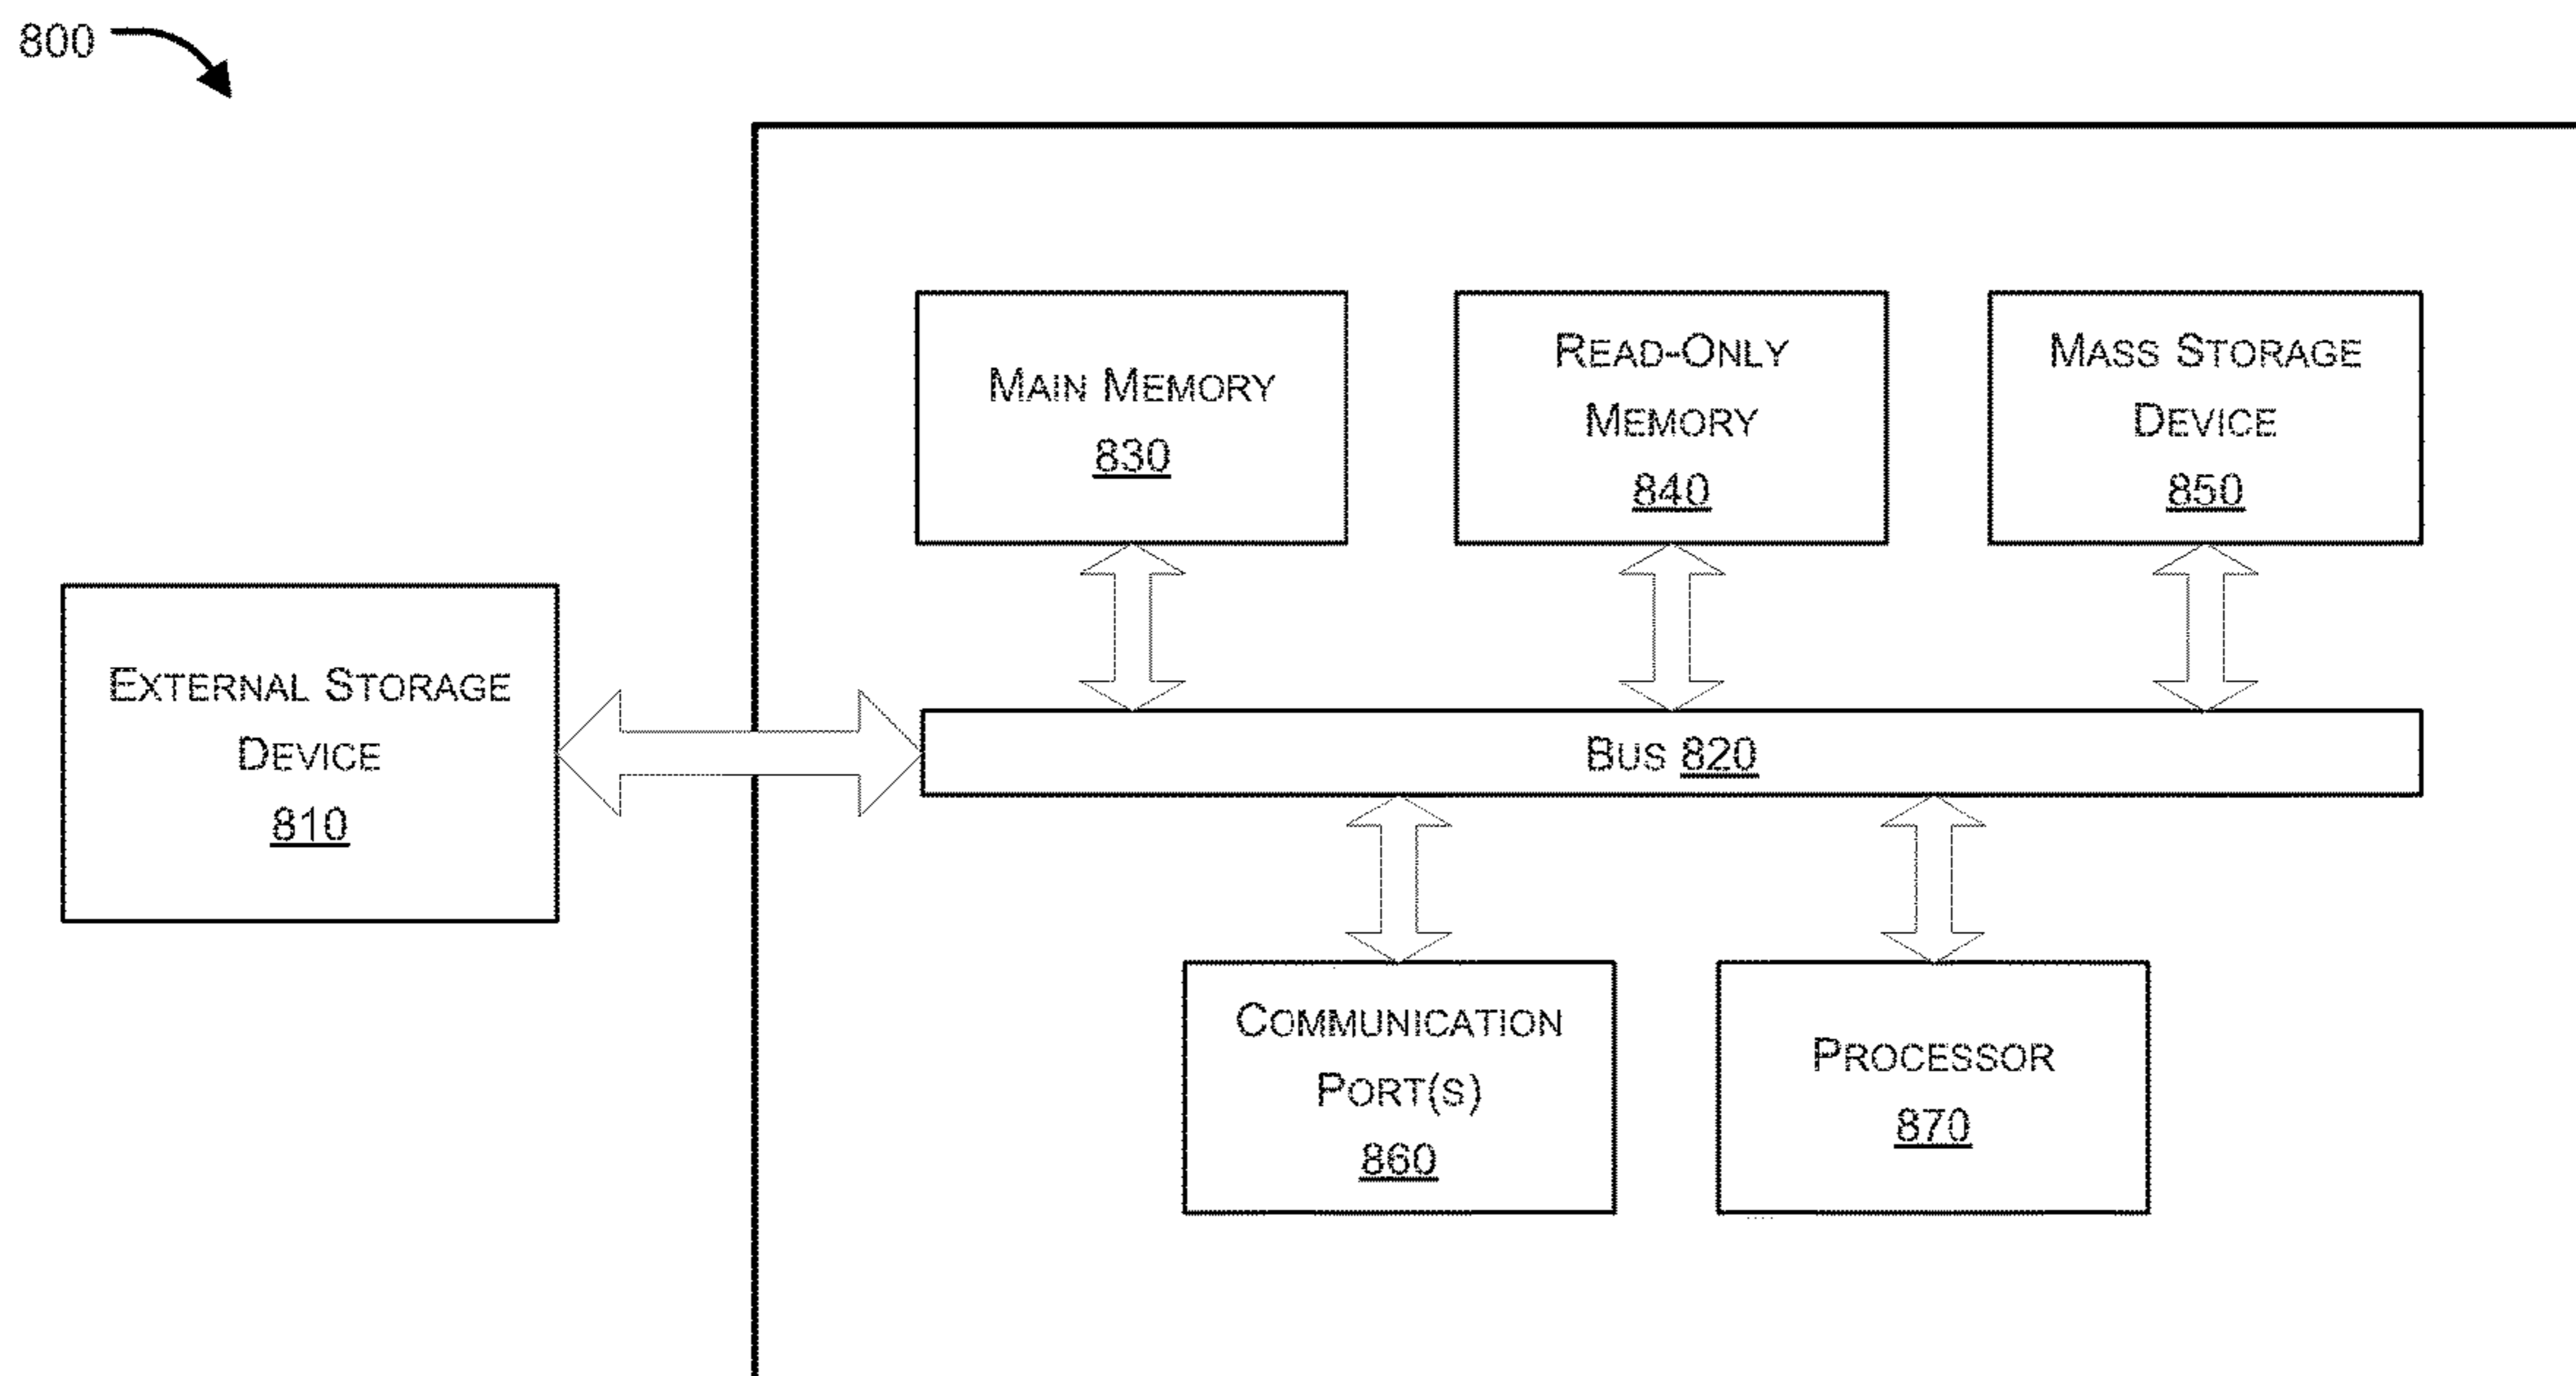 800
MAIN MEMORY
830
READ-ONLY
MEMORY
840
MASS STORAGE
DEVICE
850
EXTERNAL STORAGE
DEVICE
810
BUS 820
COMMUNICATION
PORT(S)
860
PROCESSOR
870